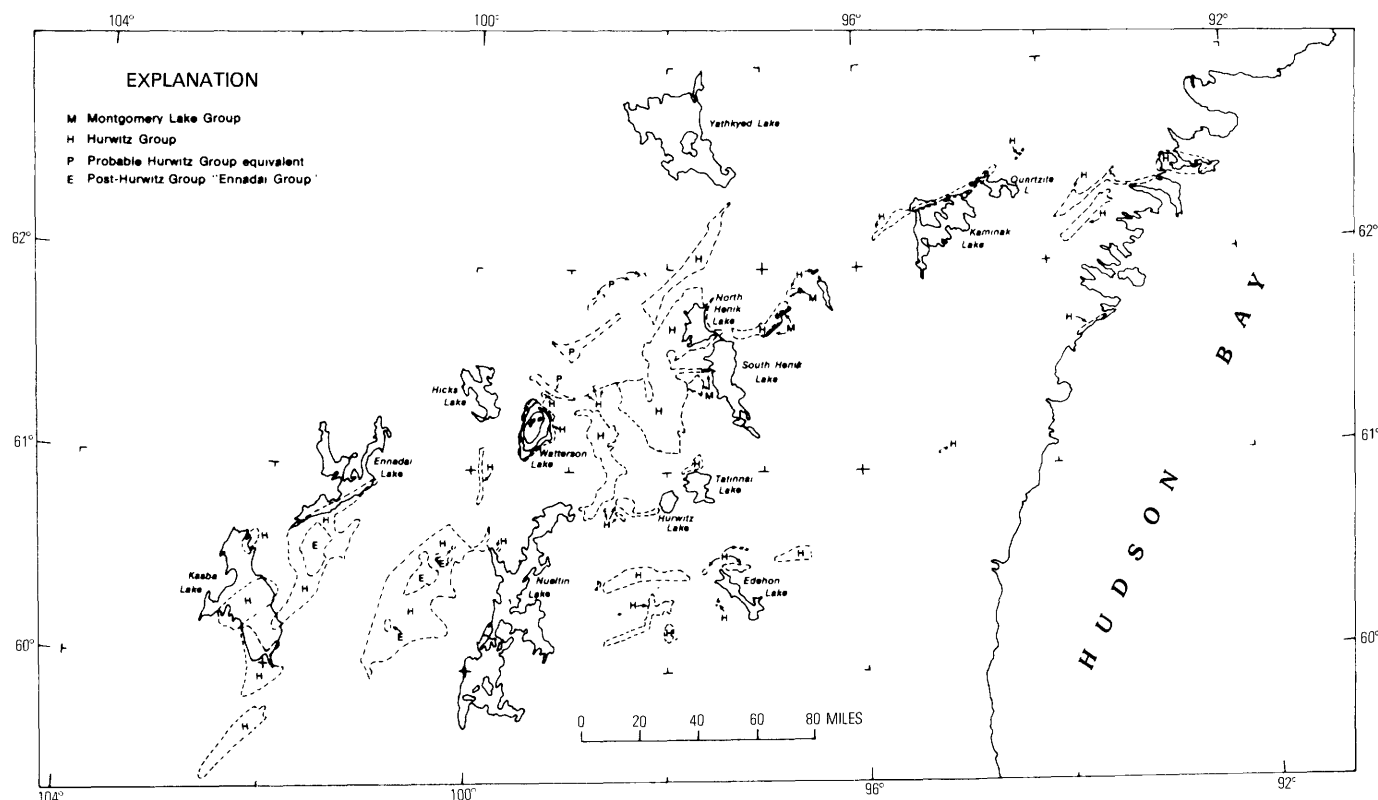 104° 100° 96° 92°
EXPLANATION
M Montgomery Lake Group
H Hurwitz Group
P Probable Hurwitz Group equivalent
E Post-Hurwitz Group "Ennadai Group"
Yathkyed Lake
H
H
H
Quartzite
L
H
H
H
Kaminak
Lake
62°
62°
H
P
H
M
North
Henik
Lake
H
H
M
H
P
South Henik
Lake
Hicks
Lake
P
H
H
M
H
H
H
61°
61°
H
Watterson
Lake
Ennadai
Lake
H
H
Tatinnai
Lake
Hurwitz
Lake
H
H
H
E
H
H
H
H
E
E
Kasba
Lake
H
H
H
Nueltin
Lake
H
H
Edehon
Lake
H
H
E
H
60°
60°
H
H
HUDSON BAY
0 20 40 60 80 MILES
104° 100° 96° 92°